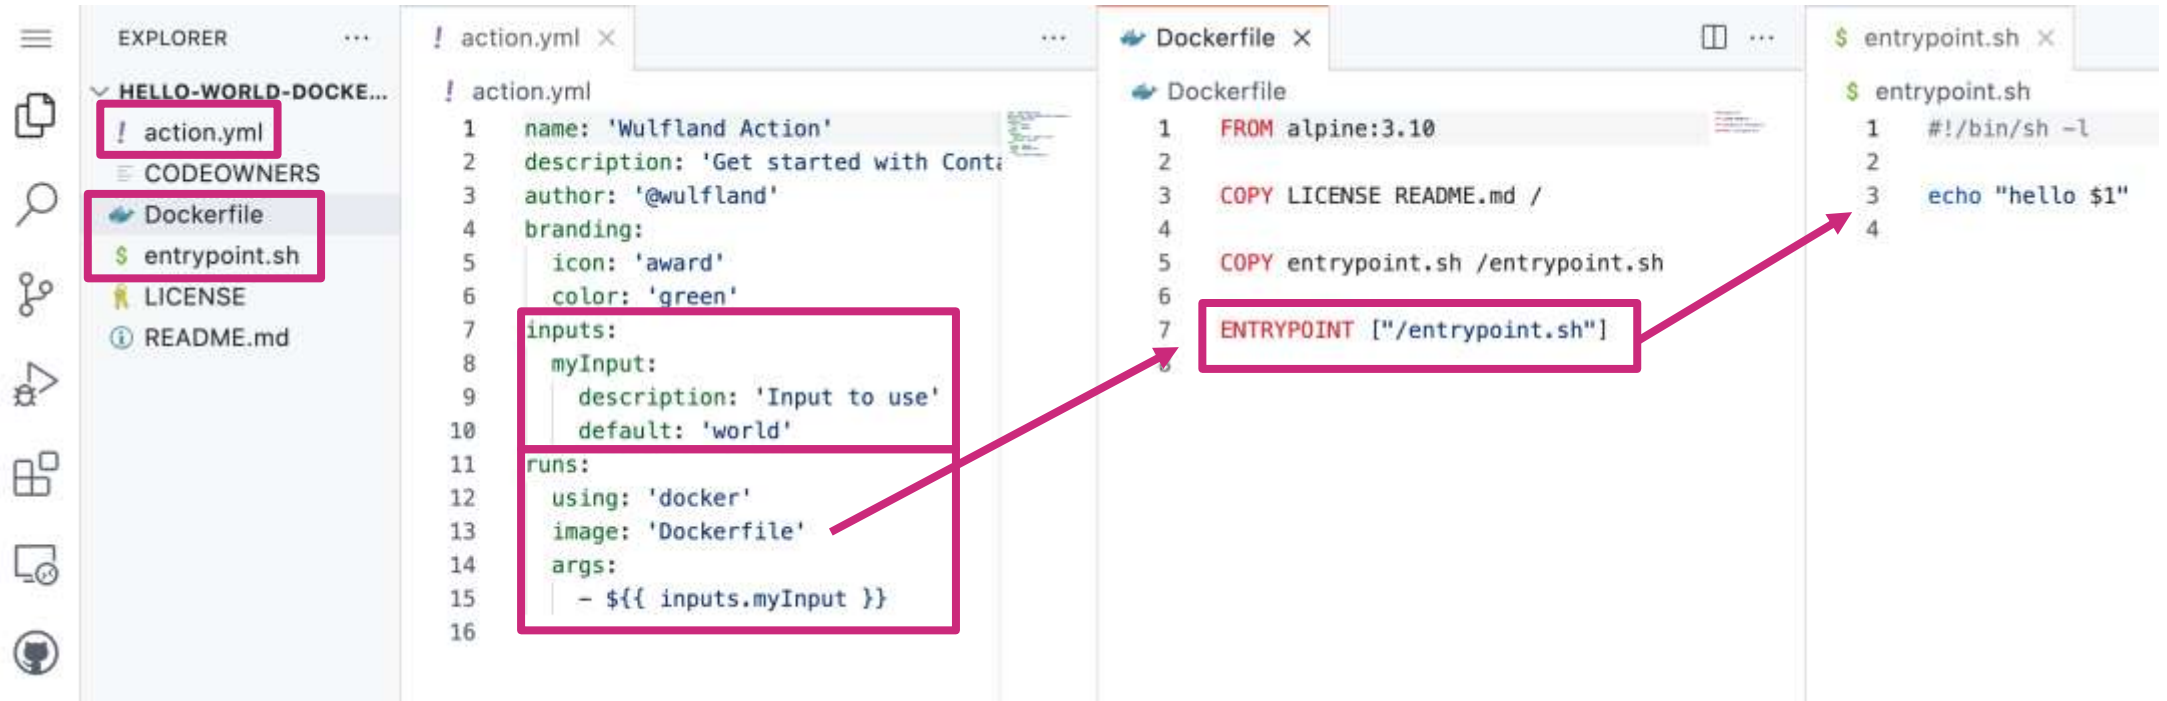 EXPLORER ...
HELLO-WORLD-DOCKE...
! action.yml
CODEOWNERS
Dockerfile
$ entrypoint.sh
LICENSE
README.md
! action.yml × ...
! action.yml
1 name: 'Wulfland Action'
2 description: 'Get started with Conta
3 author: '@wulfland'
4 branding:
5 icon: 'award'
6 color: 'green'
7 inputs:
8 myInput:
9 description: 'Input to use'
10 default: 'world'
11 runs:
12 using: 'docker'
13 image: 'Dockerfile'
14 args:
15 - ${{ inputs.myInput }}
16
Dockerfile × ...
Dockerfile
1 FROM alpine:3.10
2
3 COPY LICENSE README.md /
4
5 COPY entrypoint.sh /entrypoint.sh
6
7 ENTRYPOINT ["/entrypoint.sh"]
8
$ entrypoint.sh ×
$ entrypoint.sh
1 #!/bin/sh -l
2
3 echo "hello $1"
4